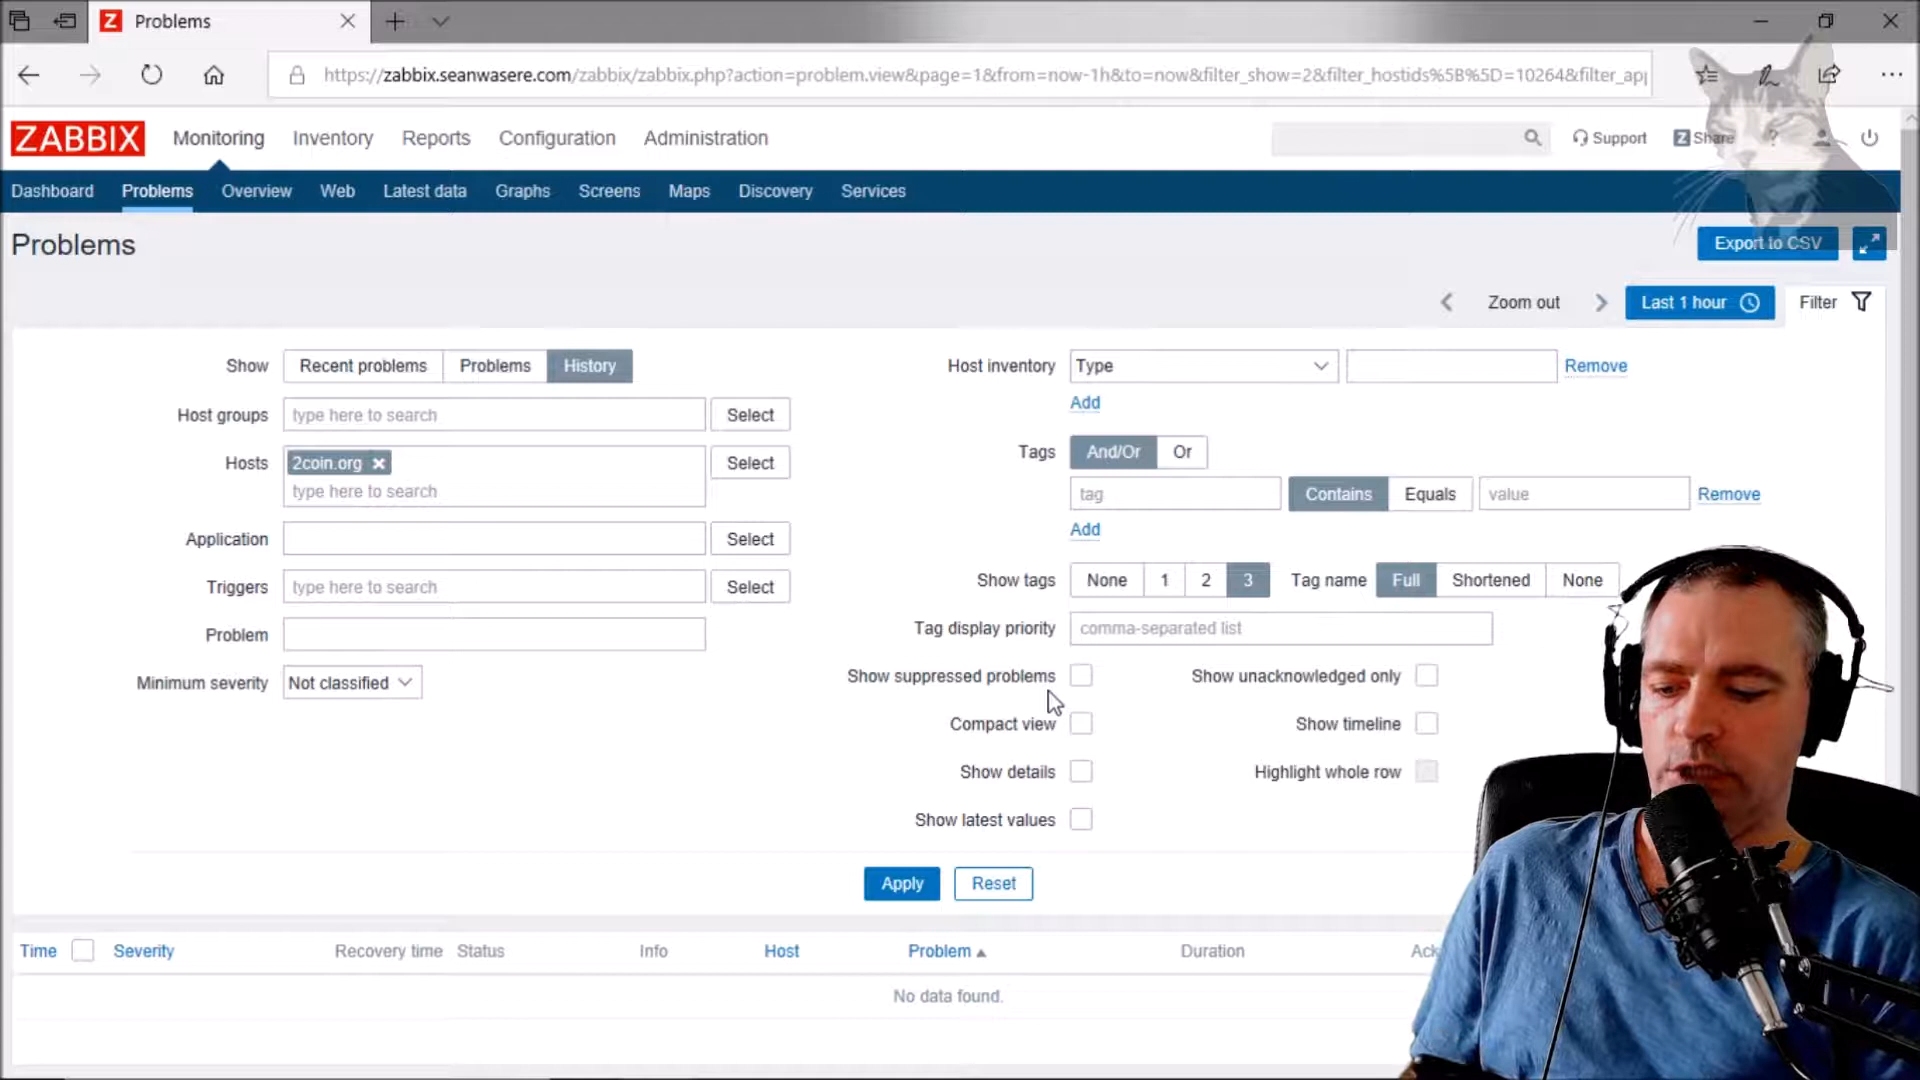 Z Problems
https://zabbix.seanwasere.com/zabbix/zabbix.php?action=problem.view&page=1&from=now-1h&to=now&filter_show=2&filter_hostids%5B%5D=10264&filter_ap
ZABBIX Monitoring Inventory Reports Configuration Administration Support Z Share ?
Dashboard Problems Overview Web Latest data Graphs Screens Maps Discovery Services
Problems Export to CSV
Zoom out Last 1 hour Filter
Show Recent problems Problems History Host inventory Type Remove
Add
Host groups type here to search Select
Hosts 2coin.org Select Tags And/Or Or
type here to search tag Contains Equals value Remove
Add
Application Select
Triggers type here to search Select Show tags None 1 2 3 Tag name Full Shortened None
Problem Tag display priority comma-separated list
Minimum severity Not classified Show suppressed problems Show unacknowledged only
Compact view Show timeline
Show details Highlight whole row
Show latest values
Apply Reset
Time Severity Recovery time Status Info Host Problem Duration Ack
No data found.